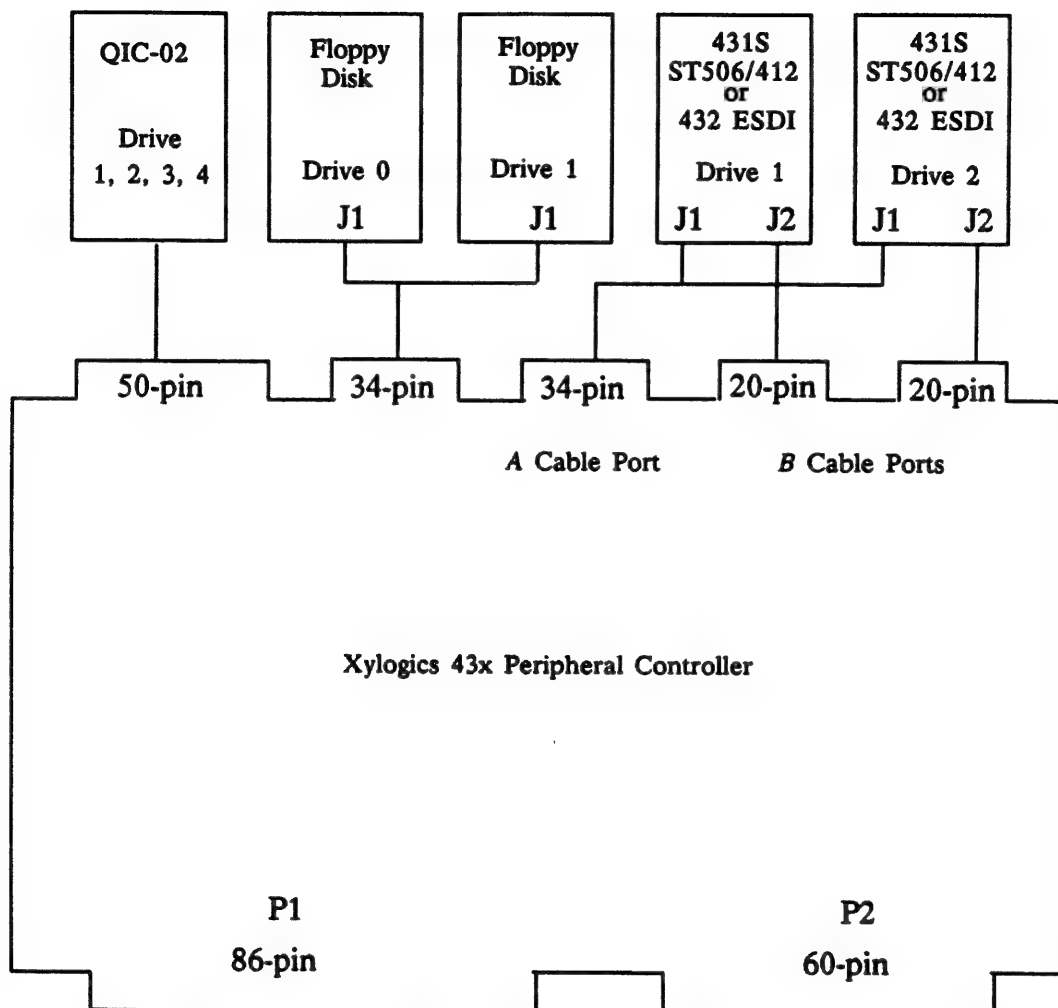 QIC-02
Drive
1, 2, 3, 4
Floppy
Disk
Drive 0
J1
Floppy
Disk
Drive 1
J1
431S
ST506/412
or
432 ESDI
Drive 1
J1 J2
431S
ST506/412
or
432 ESDI
Drive 2
J1 J2
50-pin
34-pin
34-pin
20-pin
20-pin
A Cable Port
B Cable Ports
Xylogics 43x Peripheral Controller
P1
86-pin
P2
60-pin